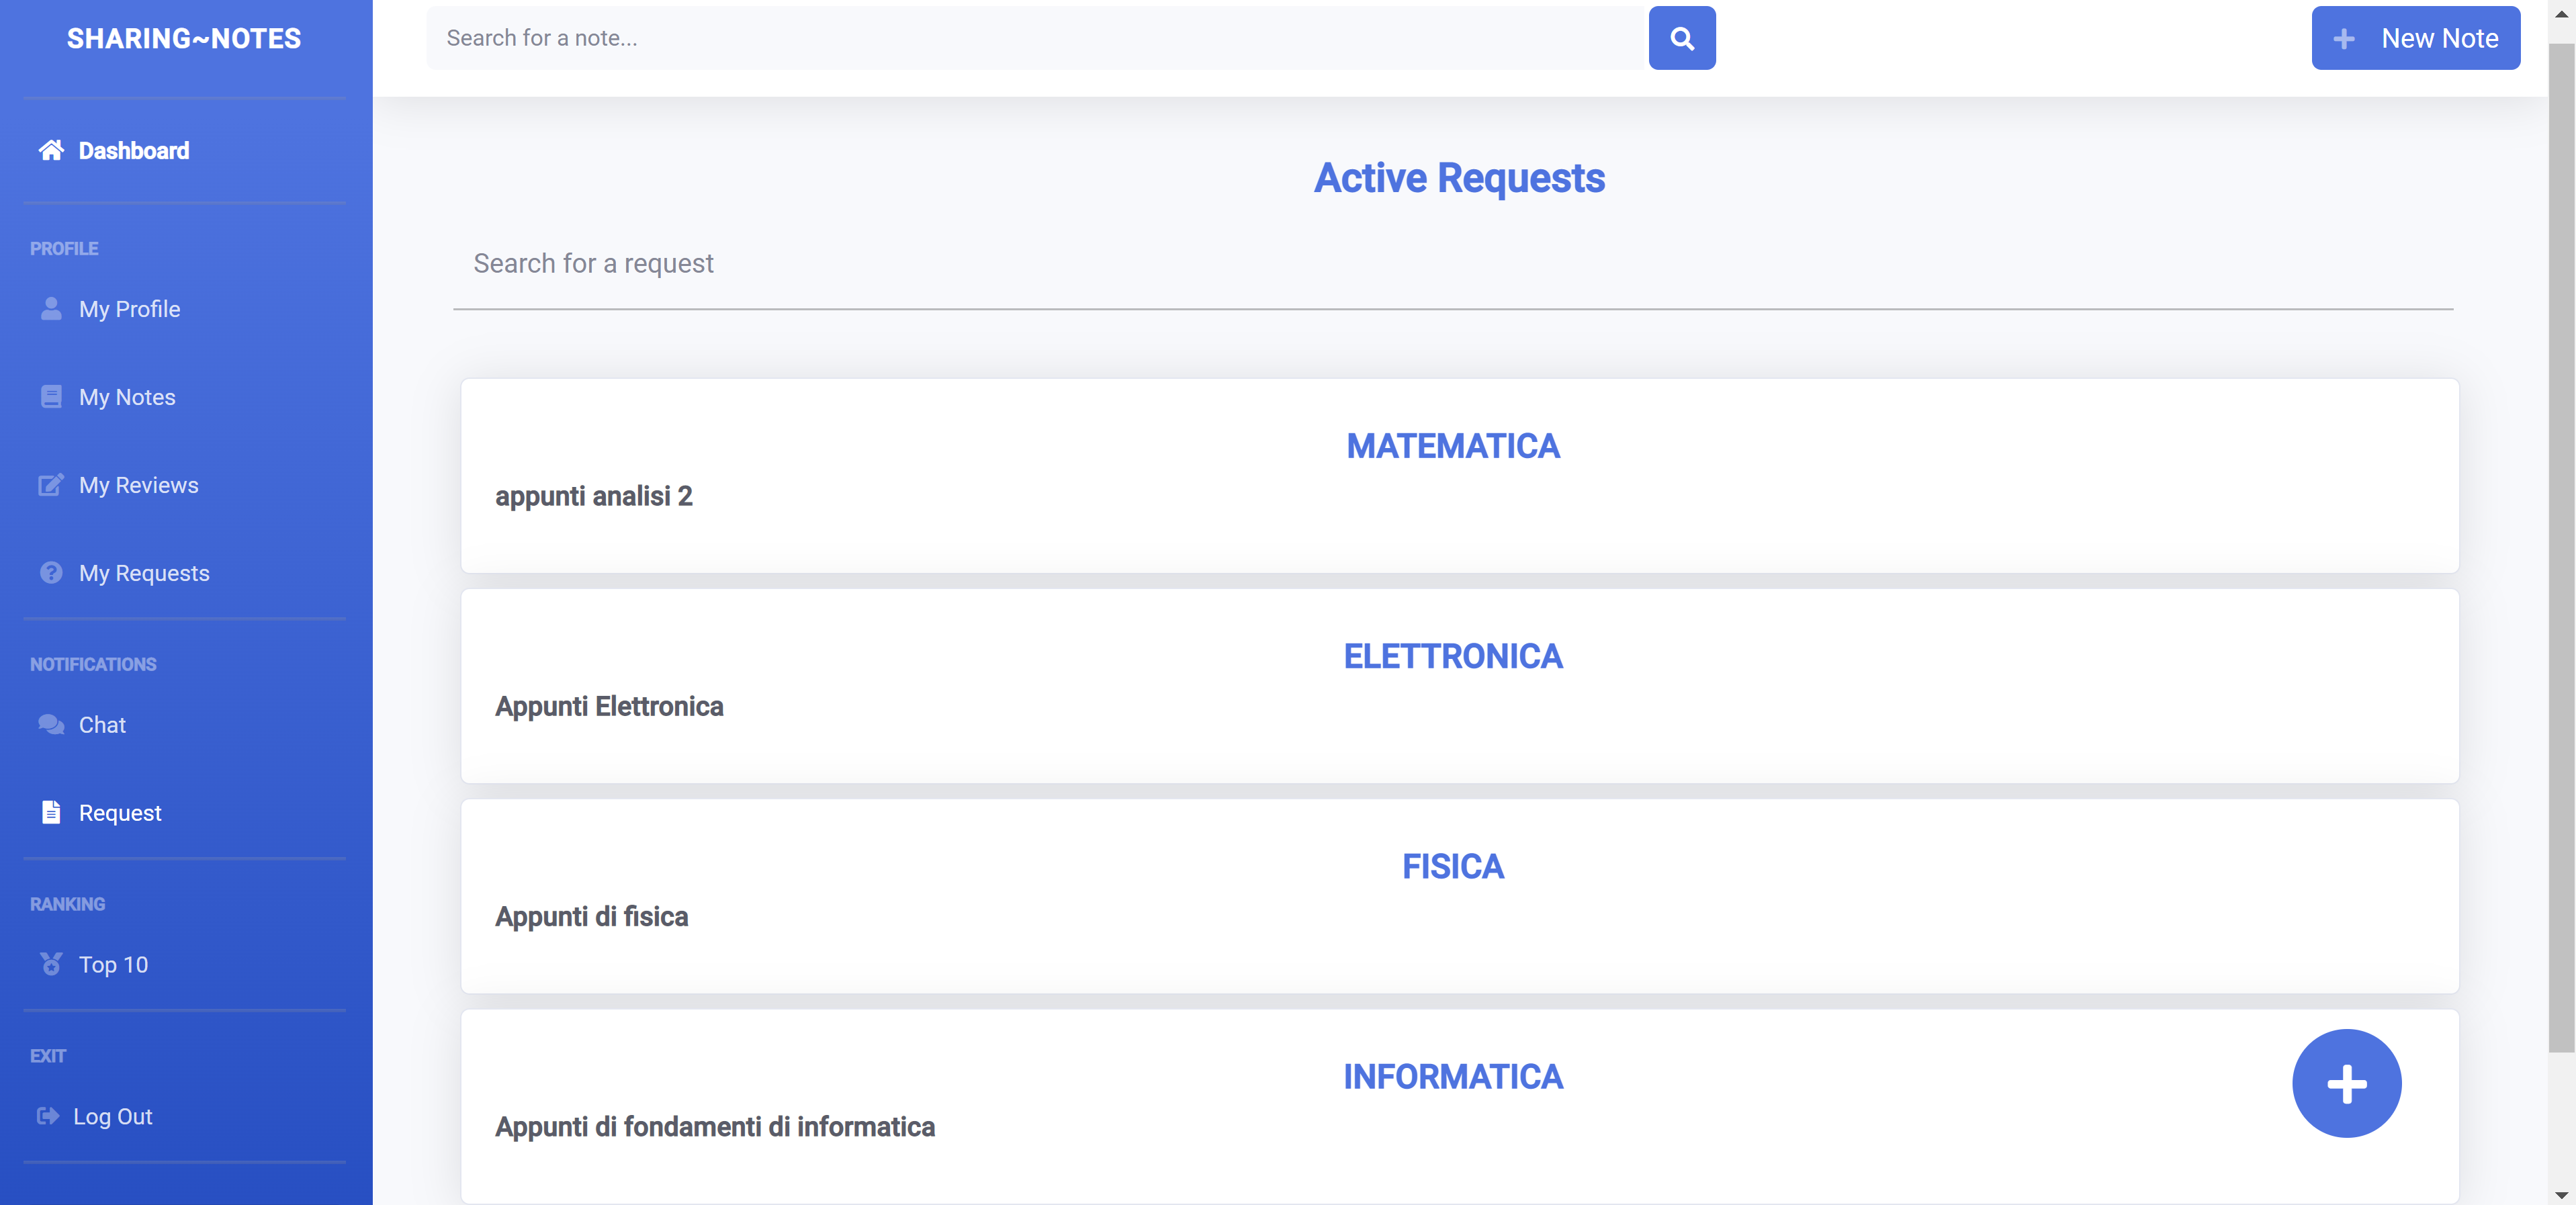 SHARING~NOTES
Dashboard
PROFILE
My Profile
My Notes
My Reviews
My Requests
NOTIFICATIONS
Chat
Request
RANKING
Top 10
EXIT
Log Out
Search for a note...
New Note
Active Requests
Search for a request
MATEMATICA
appunti analisi 2
ELETTRONICA
Appunti Elettronica
FISICA
Appunti di fisica
INFORMATICA
Appunti di fondamenti di informatica